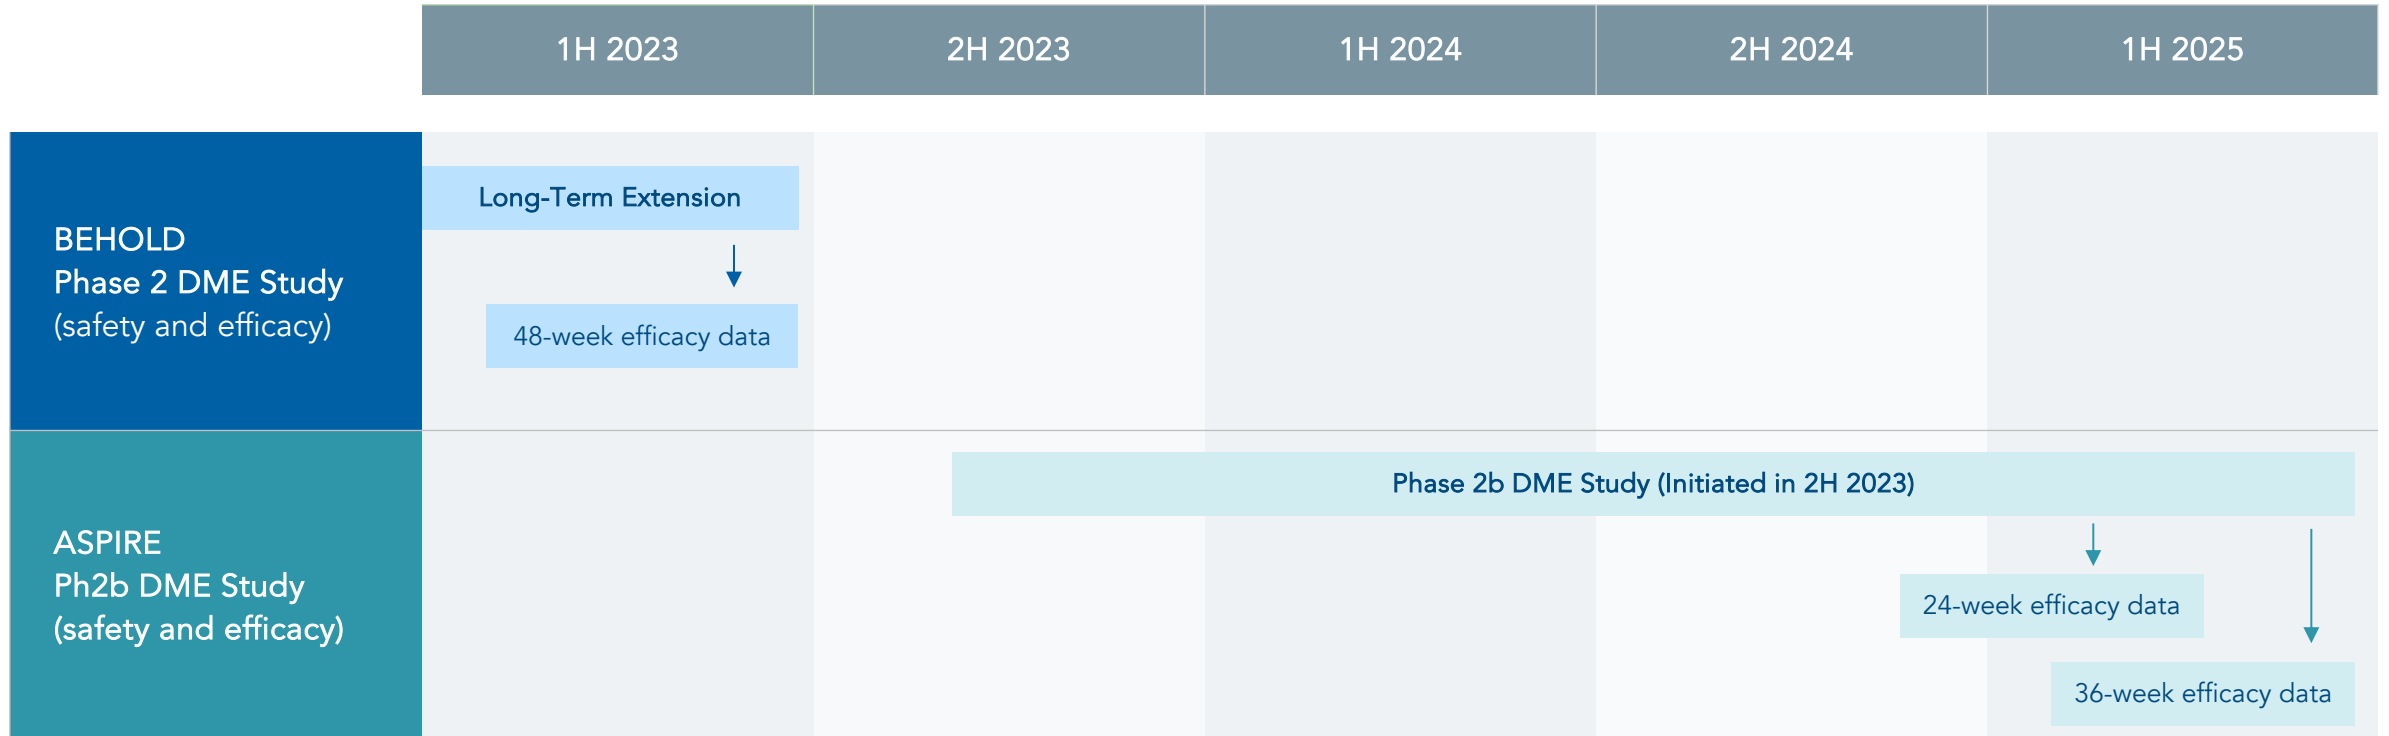 1H 2023
2H 2023
1H 2024
2H 2024
1H 2025
BEHOLD
Phase 2 DME Study
(safety and efficacy)
Long-Term Extension
48-week efficacy data
ASPIRE
Ph2b DME Study
(safety and efficacy)
Phase 2b DME Study (Initiated in 2H 2023)
24-week efficacy data
36-week efficacy data